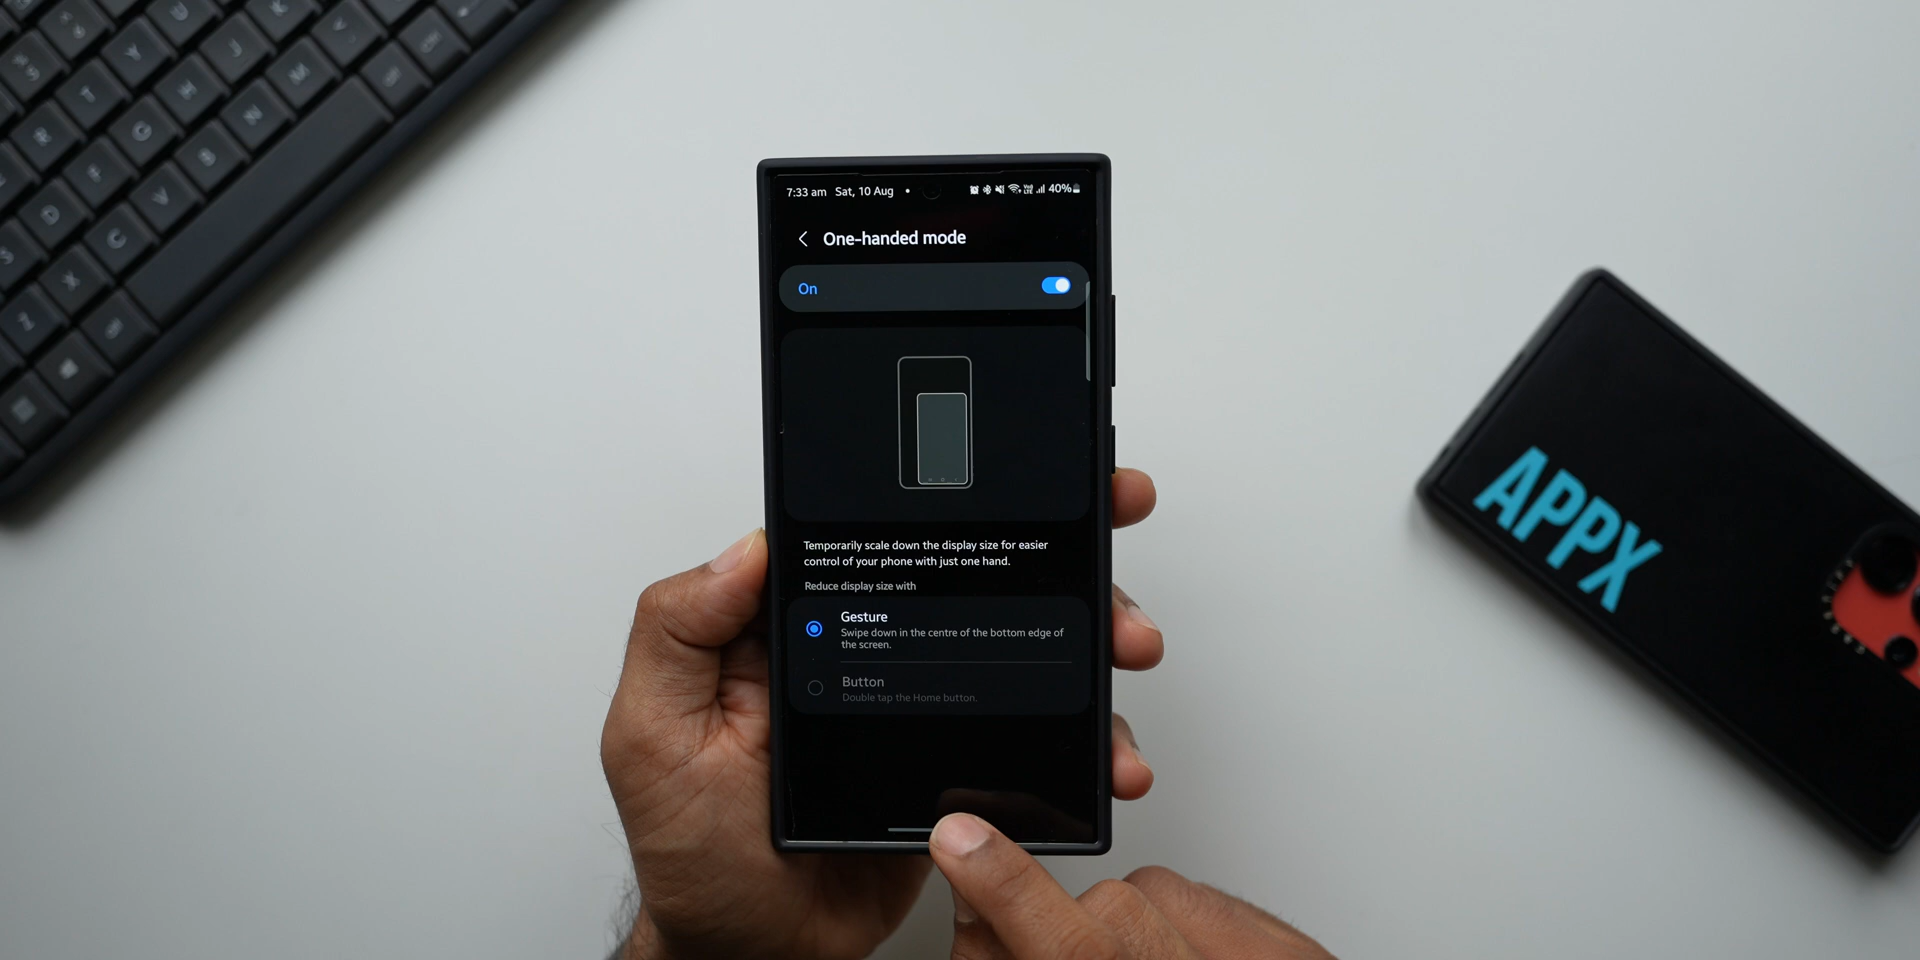 7:33 am Sat, 10 Aug 40%
One-handed mode
On
Temporarily scale down the display size for easier
control of your phone with just one hand.
Reduce display size with
Gesture
Swipe down in the centre of the bottom edge of
the screen.
Button
Double tap the Home button.
APPX